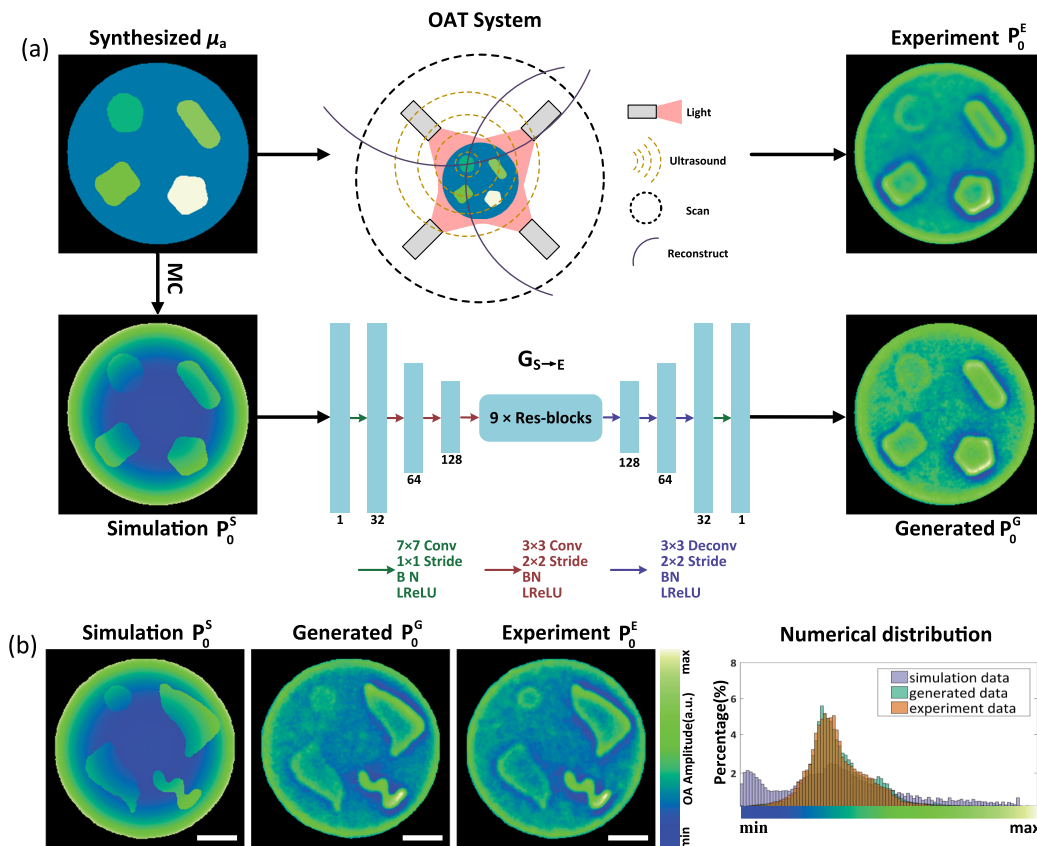 (a)
Synthesized μa
OAT System
Experiment P0E
Light
Ultrasound
Scan
Reconstruct
MC
GS→E
9 × Res-blocks
1
32
64
128
128
64
32
1
Simulation P0S
Generated P0G
7×7 Conv
1×1 Stride
B N
LReLU
3×3 Conv
2×2 Stride
BN
LReLU
3×3 Deconv
2×2 Stride
BN
LReLU
(b)
Simulation P0S
Generated P0G
Experiment P0E
max
OA Amplitude(a.u.)
min
Numerical distribution
Percentage(%)
8
6
4
2
simulation data
generated data
experiment data
min
max